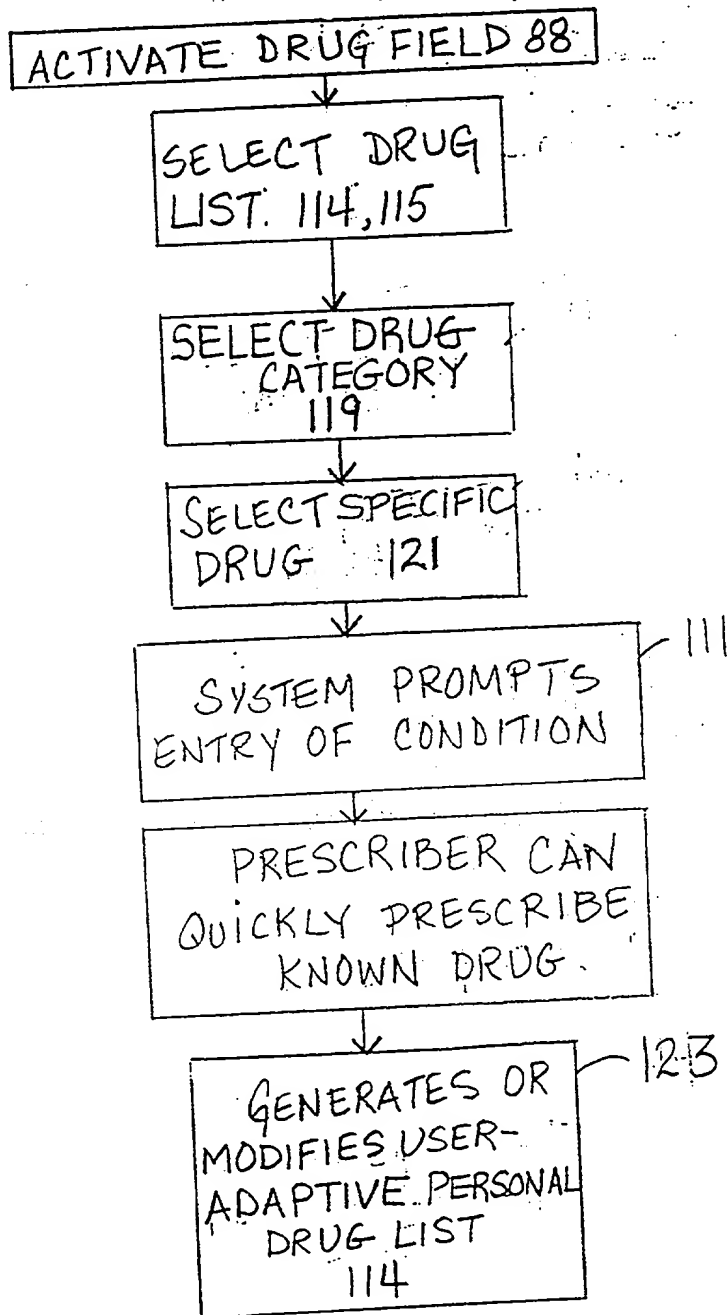 ACTIVATE DRUG FIELD 88
SELECT DRUG
LIST. 114, 115
SELECT DRUG
CATEGORY
119
SELECT SPECIFIC
DRUG 121
111
SYSTEM PROMPTS
ENTRY OF CONDITION
PRESCRIBER CAN
QUICKLY PRESCRIBE
KNOWN DRUG.
123
GENERATES OR
MODIFIES USER-
ADAPTIVE PERSONAL
DRUG LIST
114